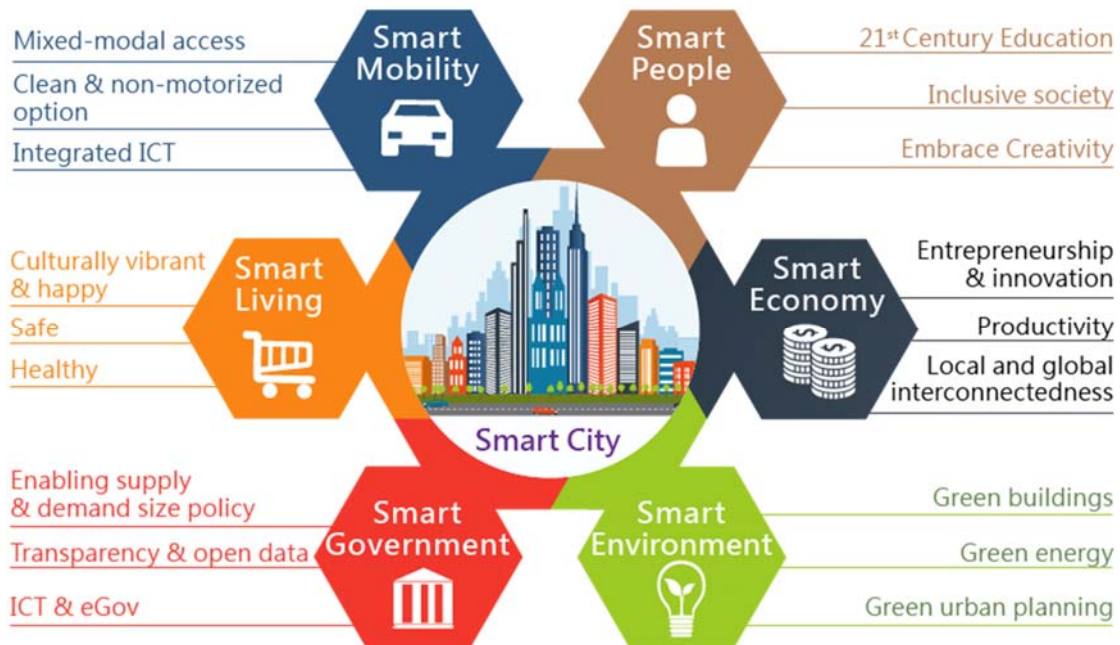 Mixed-modal access
Clean & non-motorized
option
Integrated ICT
Smart
Mobility
Smart
People
21st Century Education
Inclusive society
Embrace Creativity
Culturally vibrant
& happy
Safe
Healthy
Smart
Living
Smart City
Smart
Economy
Entrepreneurship
& innovation
Productivity
Local and global
interconnectedness
Enabling supply
& demand size policy
Transparency & open data
ICT & eGov
Smart
Government
Smart
Environment
Green buildings
Green energy
Green urban planning